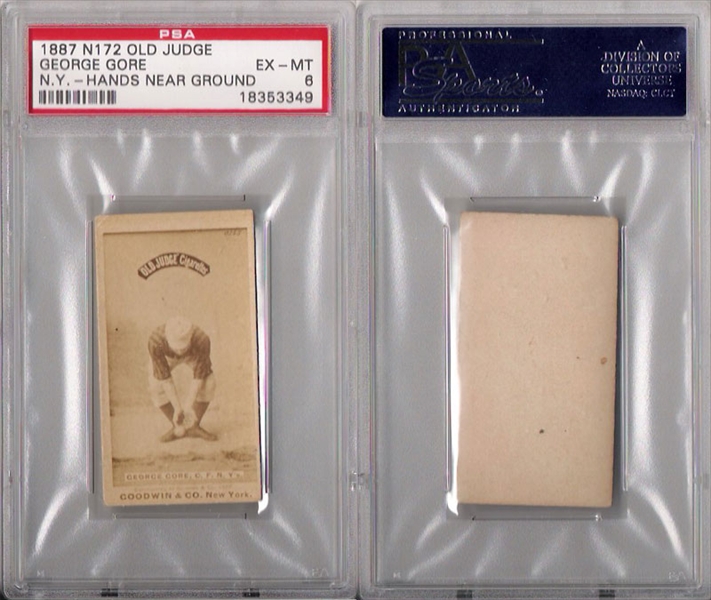 PSA
1887 N172 OLD JUDGE
GEORGE GORE EX-MT
N.Y.-HANDS NEAR GROUND 6
18353349
OLD JUDGE Cigarettes
GEORGE GORE, C. F. N. Y's.
GOODWIN & CO. New York.
PROFESSIONAL
PSA
Sports.
AUTHENTICATOR
A
DIVISION OF
COLLECTORS
UNIVERSE
NASDAQ: CLCT